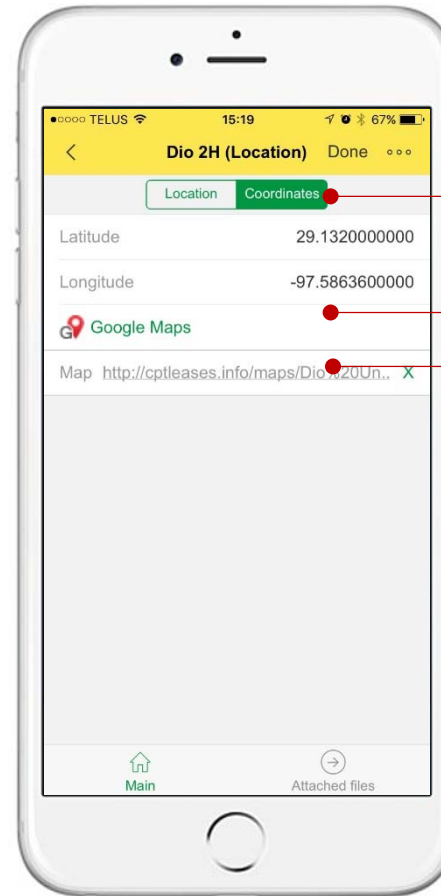 TELUS 15:19 67%
Dio 2H (Location) Done
Location Coordinates
Latitude 29.1320000000
Longitude -97.5863600000
G Google Maps
Map http://cptleases.info/maps/Dio%20Un.. X
Main Attached files